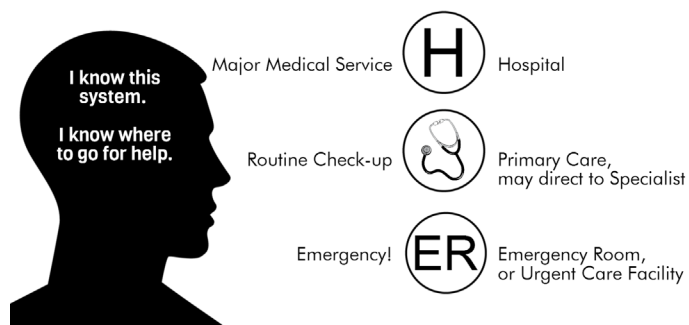 I know this
system.
I know where
to go for help.
Major Medical Service
H
Hospital
Routine Check-up
Primary Care,
may direct to Specialist
Emergency!
ER
Emergency Room,
or Urgent Care Facility